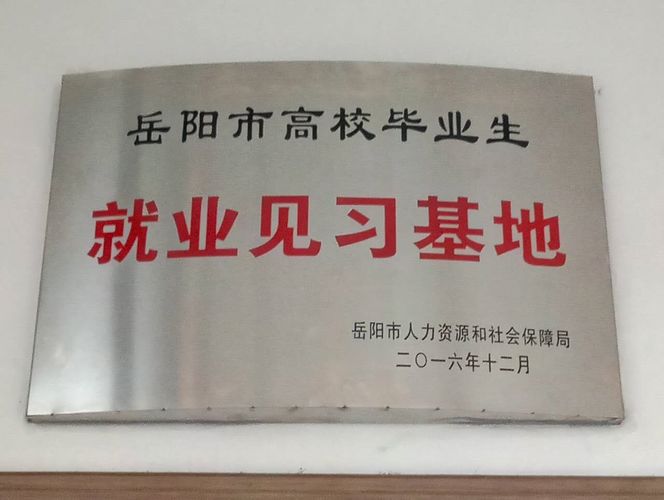 岳阳市高校毕业生
就业见习基地
岳阳市人力资源和社会保障局
二〇一六年十二月